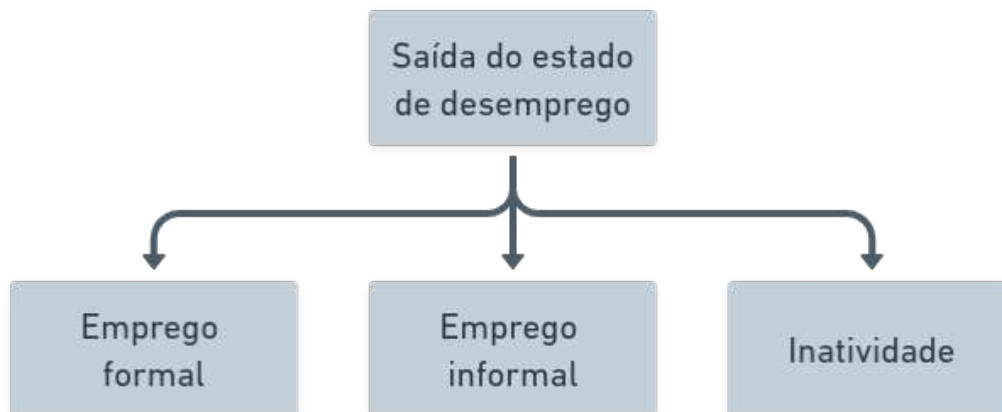 Saída do estado
de desemprego
Emprego
formal
Emprego
informal
Inatividade